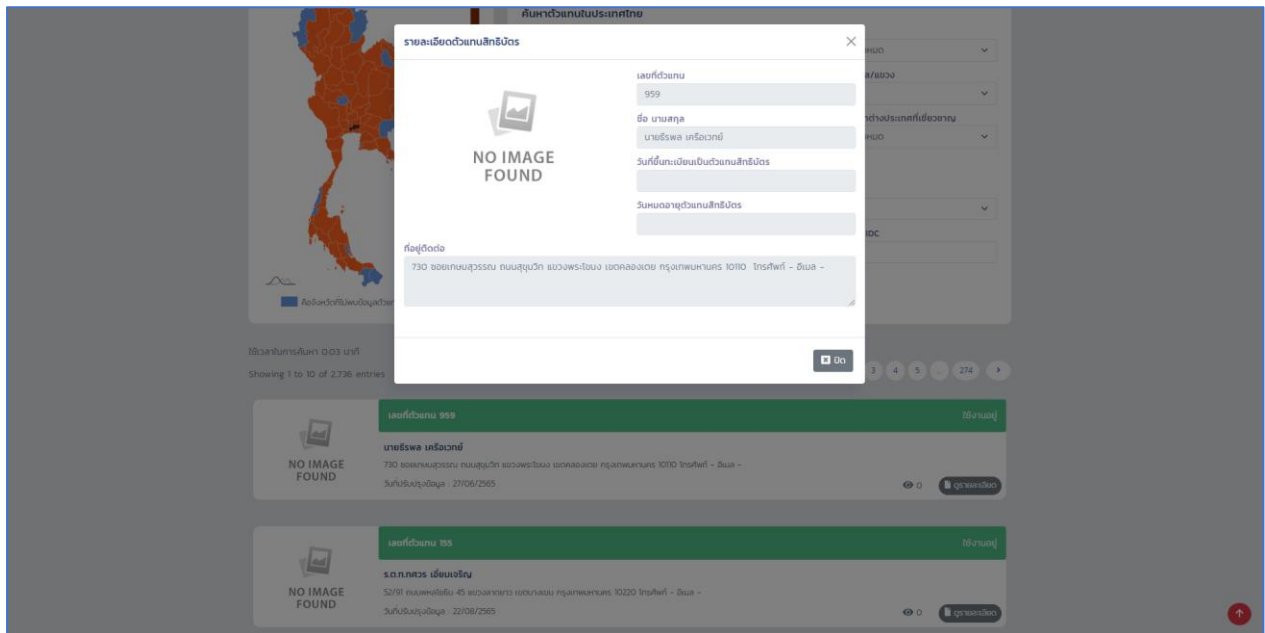 ค้นหาตัวแทนในประเทศไทย
รายละเอียดตัวแทนสิทธิบัตร
เลขที่ตัวแทน
959
ชื่อ นามสกุล
นายธีรพล เครือเวทย์
วันที่ขึ้นทะเบียนเป็นตัวแทนสิทธิบัตร
วันหมดอายุตัวแทนสิทธิบัตร
NO IMAGE
FOUND
ที่อยู่ติดต่อ
730 ซอยเกษมสุวรรณ ถนนสุขุมวิท แขวงพระโขนง เขตคลองเตย กรุงเทพมหานคร 10110 โทรศัพท์ - อีเมล -
ปิด
คือจังหวัดที่ไม่พบข้อมูลตัวแทน
ใช้เวลาในการค้นหา 0.03 นาที
Showing 1 to 10 of 2,736 entries
3 4 5 ... 274 >
เลขที่ตัวแทน 959
ใช้งานอยู่
NO IMAGE
FOUND
นายธีรพล เครือเวทย์
730 ซอยเกษมสุวรรณ ถนนสุขุมวิท แขวงพระโขนง เขตคลองเตย กรุงเทพมหานคร 10110 โทรศัพท์ - อีเมล -
วันที่ปรับปรุงข้อมูล : 27/06/2565
0
ดูรายละเอียด
เลขที่ตัวแทน 155
ใช้งานอยู่
NO IMAGE
FOUND
ร.ต.ท.ทศวร เอี่ยมเจริญ
52/91 ถนนพหลโยธิน 45 แขวงลาดยาว เขตบางเขน กรุงเทพมหานคร 10220 โทรศัพท์ - อีเมล -
วันที่ปรับปรุงข้อมูล : 22/08/2565
0
ดูรายละเอียด